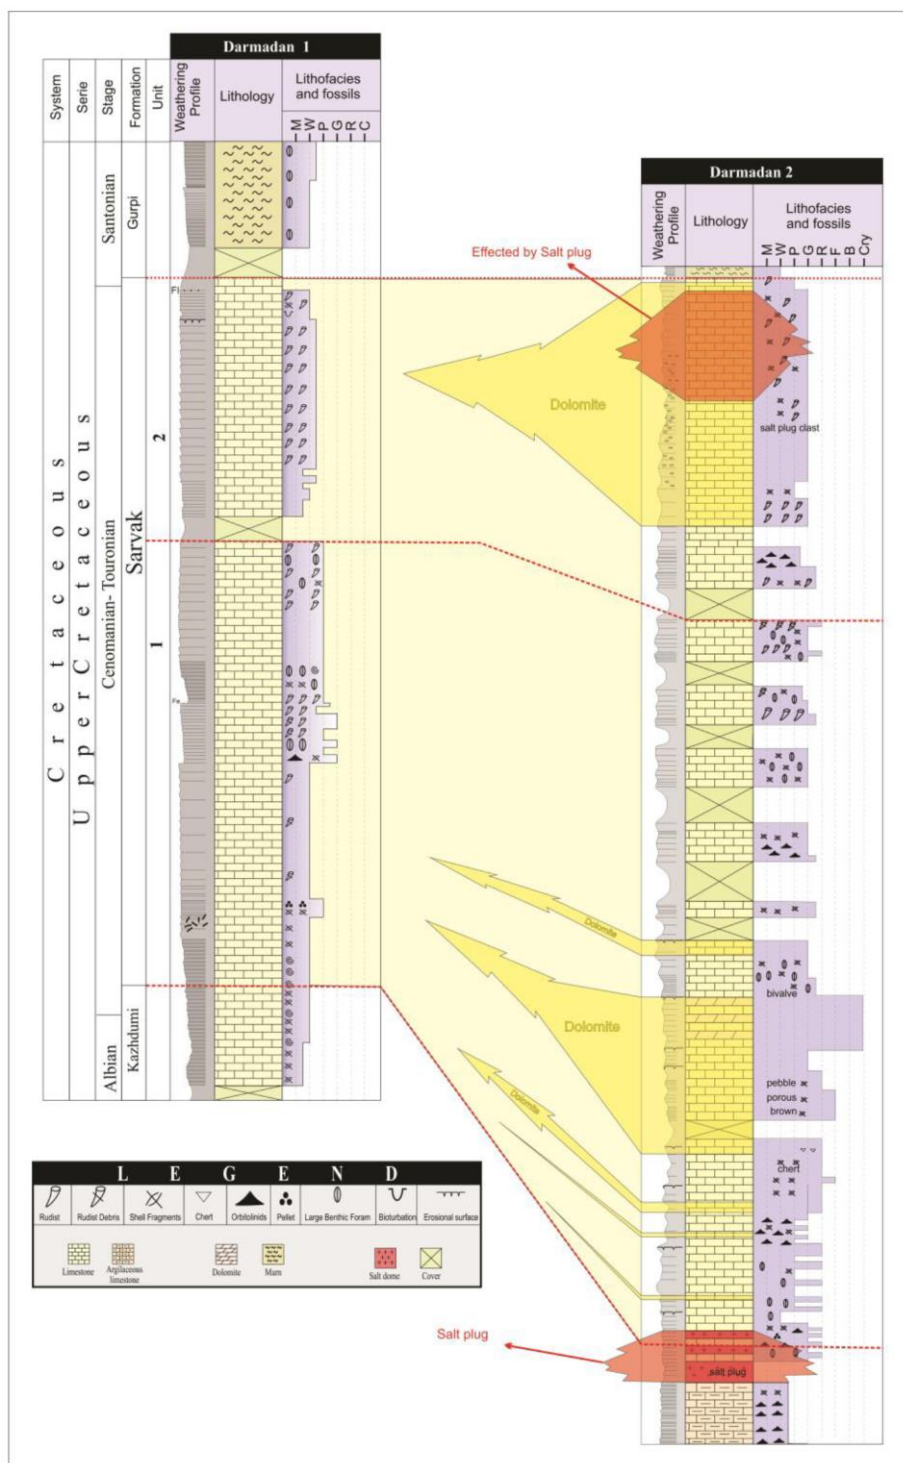 Darmadan 1
System
Serie
Stage
Formation
Unit
Weathering
Profile
Lithology
Lithofacies
and fossils
M
W
P
G
R
C
Darmadan 2
Weathering
Profile
Lithology
Lithofacies
and fossils
M
W
P
G
R
F
B
Cry
Cretaceous
Upper Cretaceous
Santonian
Cenomanian- Touronian
Albian
Gurpi
Sarvak
Kazhdumi
2
1
Fe
Effected by Salt plug
Dolomite
salt plug clast
Dolomite
bivalve
Dolomite
pebble
porous
brown
Dolomite
chert
Salt plug
salt plug
LEGEND
Rudist
Rudist Debris
Shell Fragments
Chert
Orbitolinids
Pellet
Large Benthic Foram
Bioturbation
Erosional surface
Limestone
Argilaceous
limestone
Dolomite
Marn
Salt dome
Cover